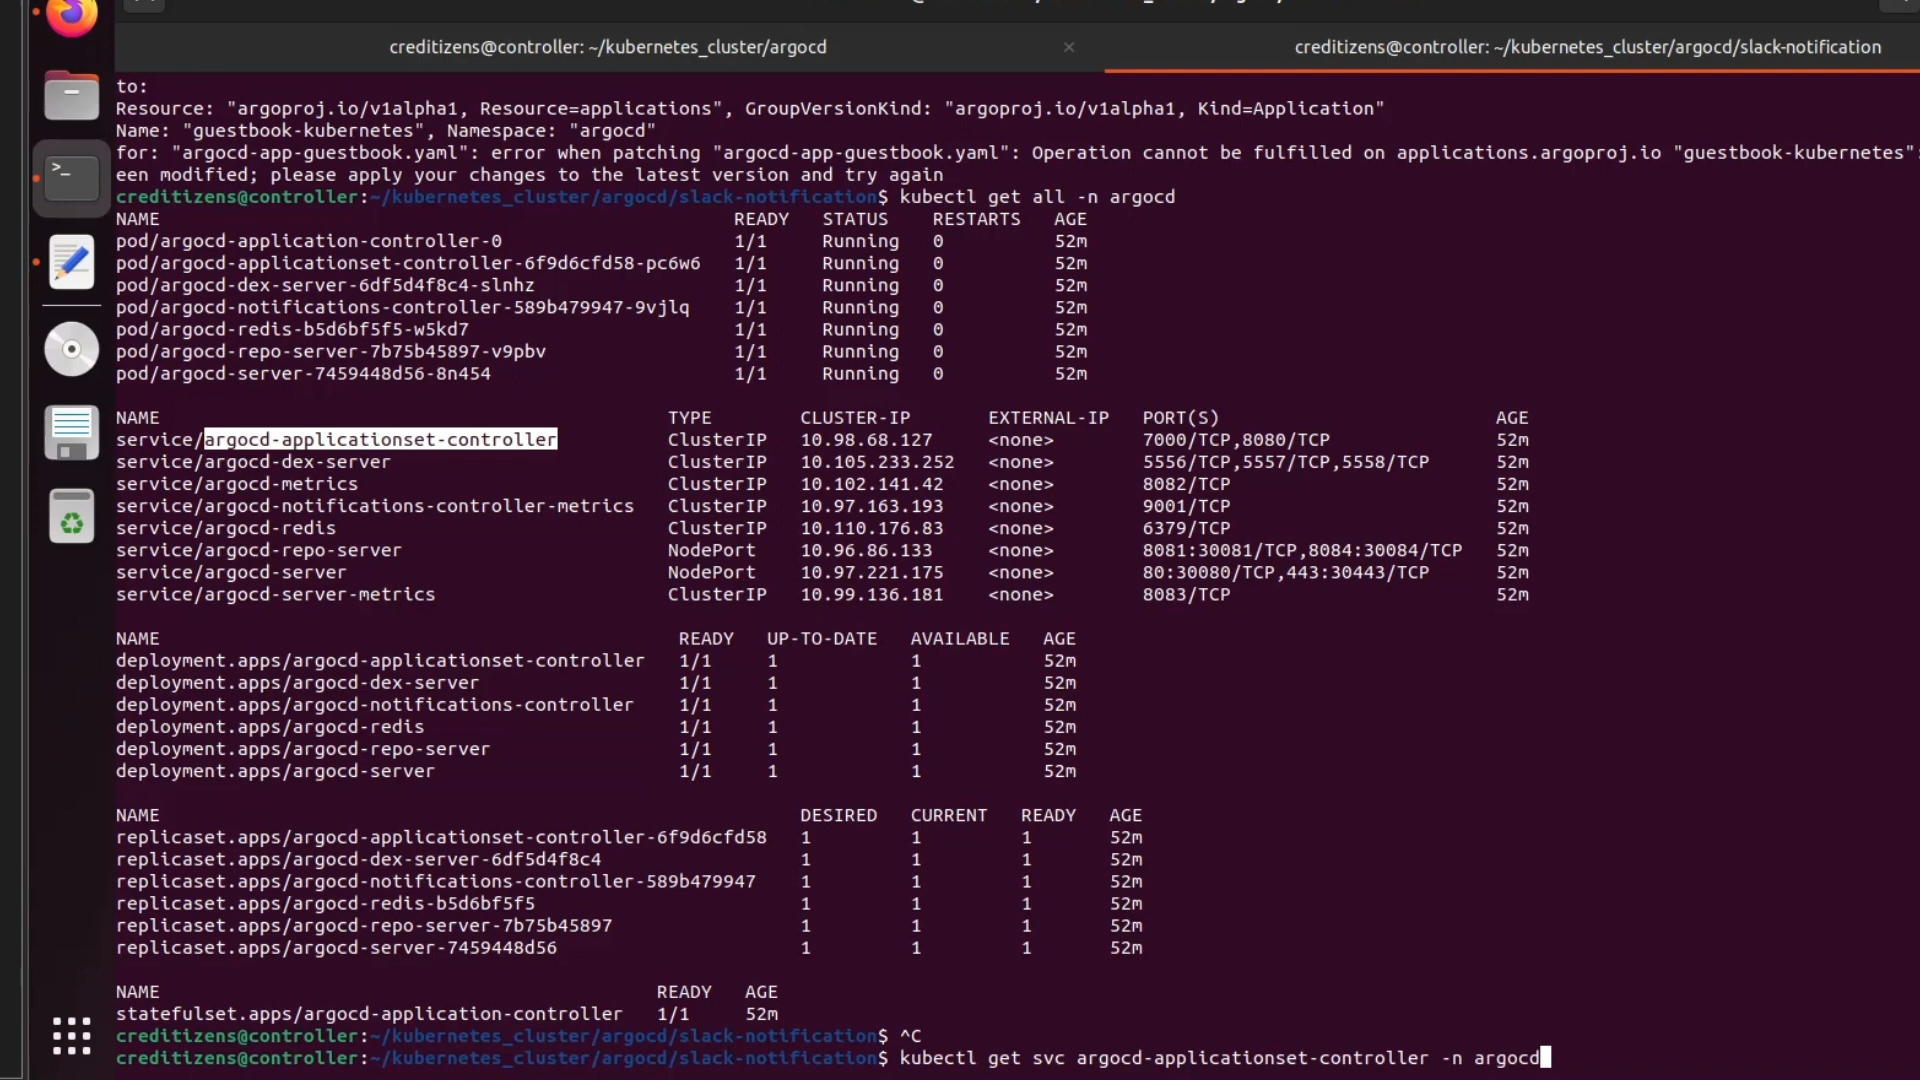 creditizens@controller: ~/kubernetes_cluster/argocd × creditizens@controller: ~/kubernetes_cluster/argocd/slack-notification
to:
Resource: "argoproj.io/v1alpha1, Resource=applications", GroupVersionKind: "argoproj.io/v1alpha1, Kind=Application"
Name: "guestbook-kubernetes", Namespace: "argocd"
for: "argocd-app-guestbook.yaml": error when patching "argocd-app-guestbook.yaml": Operation cannot be fulfilled on applications.argoproj.io "guestbook-kubernetes":
een modified; please apply your changes to the latest version and try again
creditizens@controller:~/kubernetes_cluster/argocd/slack-notification$ kubectl get all -n argocd
NAME READY STATUS RESTARTS AGE
pod/argocd-application-controller-0 1/1 Running 0 52m
pod/argocd-applicationset-controller-6f9d6cfd58-pc6w6 1/1 Running 0 52m
pod/argocd-dex-server-6df5d4f8c4-slnhz 1/1 Running 0 52m
pod/argocd-notifications-controller-589b479947-9vjlq 1/1 Running 0 52m
pod/argocd-redis-b5d6bf5f5-w5kd7 1/1 Running 0 52m
pod/argocd-repo-server-7b75b45897-v9pbv 1/1 Running 0 52m
pod/argocd-server-7459448d56-8n454 1/1 Running 0 52m
NAME TYPE CLUSTER-IP EXTERNAL-IP PORT(S) AGE
service/argocd-applicationset-controller ClusterIP 10.98.68.127 <none> 7000/TCP,8080/TCP 52m
service/argocd-dex-server ClusterIP 10.105.233.252 <none> 5556/TCP,5557/TCP,5558/TCP 52m
service/argocd-metrics ClusterIP 10.102.141.42 <none> 8082/TCP 52m
service/argocd-notifications-controller-metrics ClusterIP 10.97.163.193 <none> 9001/TCP 52m
service/argocd-redis ClusterIP 10.110.176.83 <none> 6379/TCP 52m
service/argocd-repo-server NodePort 10.96.86.133 <none> 8081:30081/TCP,8084:30084/TCP 52m
service/argocd-server NodePort 10.97.221.175 <none> 80:30080/TCP,443:30443/TCP 52m
service/argocd-server-metrics ClusterIP 10.99.136.181 <none> 8083/TCP 52m
NAME READY UP-TO-DATE AVAILABLE AGE
deployment.apps/argocd-applicationset-controller 1/1 1 1 52m
deployment.apps/argocd-dex-server 1/1 1 1 52m
deployment.apps/argocd-notifications-controller 1/1 1 1 52m
deployment.apps/argocd-redis 1/1 1 1 52m
deployment.apps/argocd-repo-server 1/1 1 1 52m
deployment.apps/argocd-server 1/1 1 1 52m
NAME DESIRED CURRENT READY AGE
replicaset.apps/argocd-applicationset-controller-6f9d6cfd58 1 1 1 52m
replicaset.apps/argocd-dex-server-6df5d4f8c4 1 1 1 52m
replicaset.apps/argocd-notifications-controller-589b479947 1 1 1 52m
replicaset.apps/argocd-redis-b5d6bf5f5 1 1 1 52m
replicaset.apps/argocd-repo-server-7b75b45897 1 1 1 52m
replicaset.apps/argocd-server-7459448d56 1 1 1 52m
NAME READY AGE
statefulset.apps/argocd-application-controller 1/1 52m
creditizens@controller:~/kubernetes_cluster/argocd/slack-notification$ ^C
creditizens@controller:~/kubernetes_cluster/argocd/slack-notification$ kubectl get svc argocd-applicationset-controller -n argocd